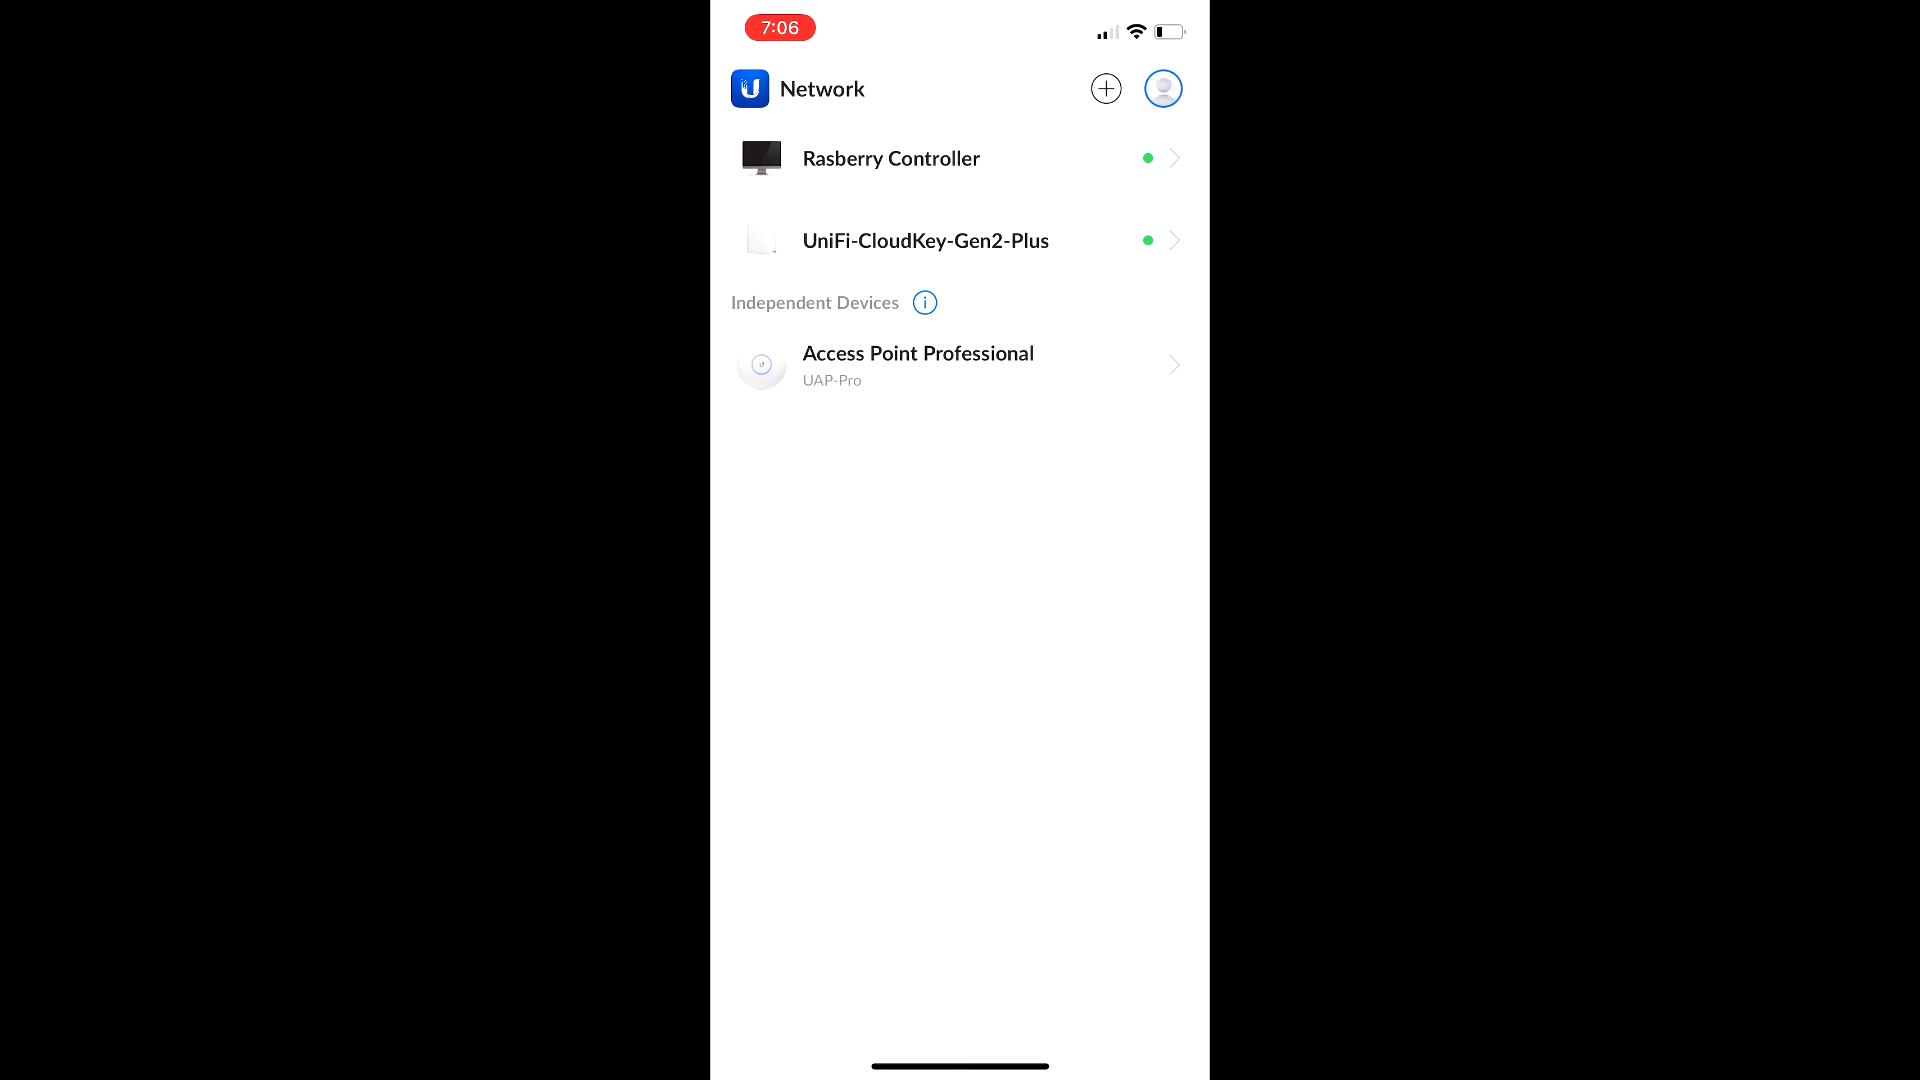 7:06
Network
Rasberry Controller
UniFi-CloudKey-Gen2-Plus
Independent Devices
Access Point Professional
UAP-Pro